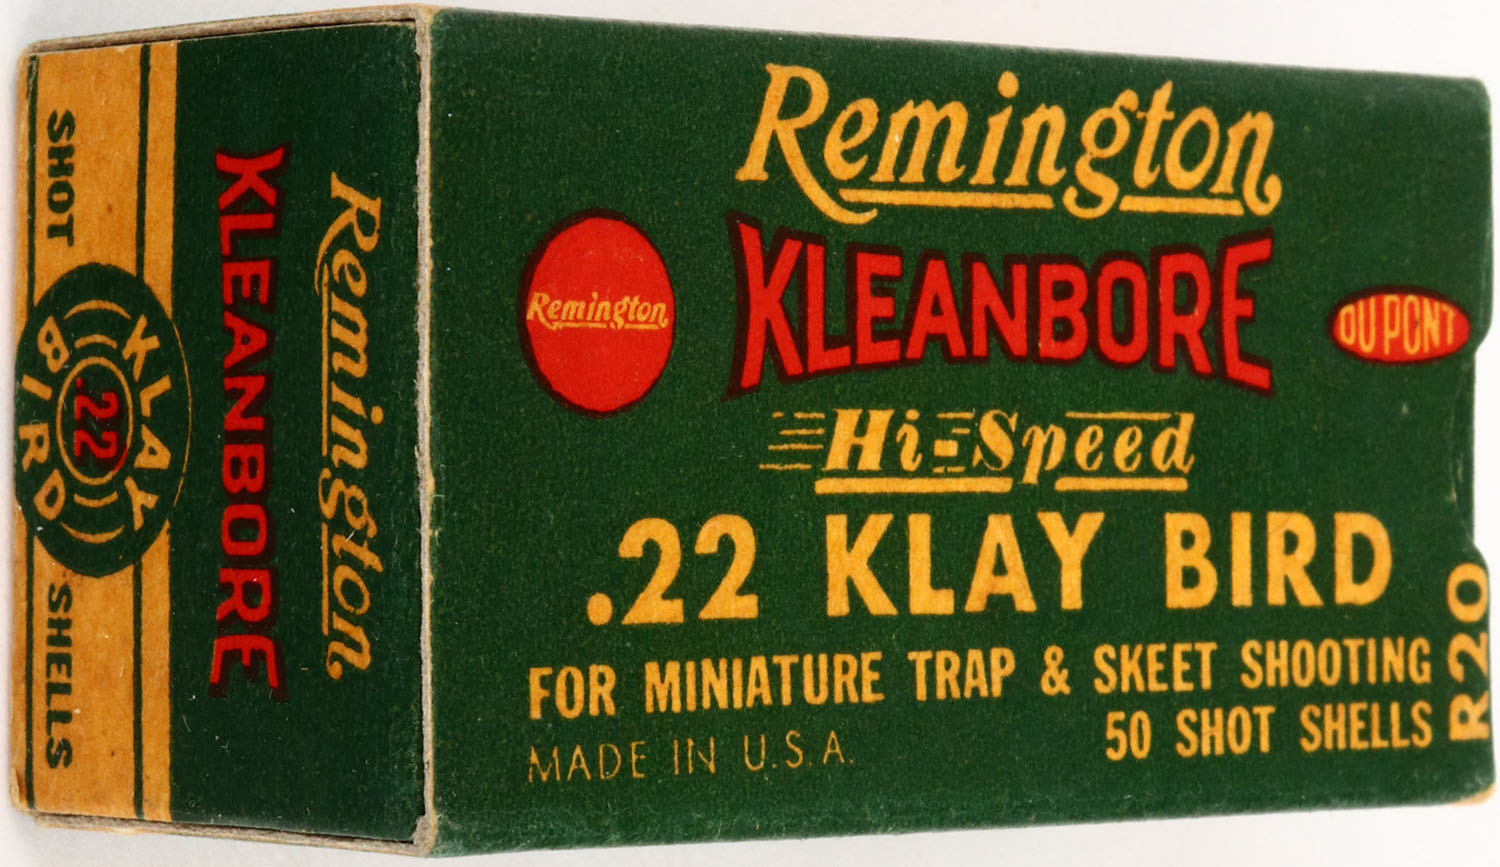 Remington
KLEANBORE
Remington
DU PONT
Hi-Speed
.22 KLAY BIRD
FOR MINIATURE TRAP & SKEET SHOOTING
50 SHOT SHELLS
MADE IN U.S.A.
R20
Remington
KLEANBORE
KLAY
.22
BIRD
SHOT SHELLS